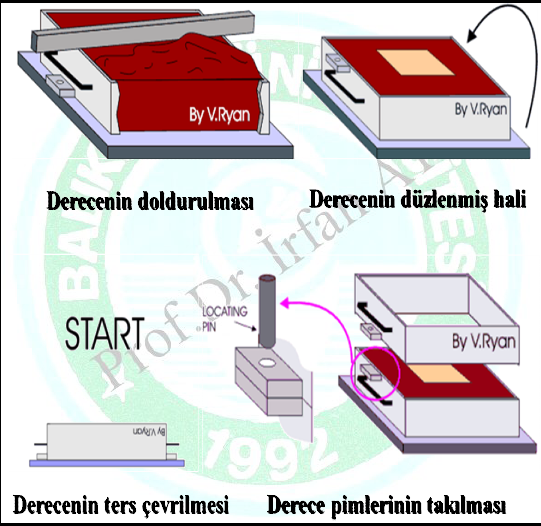 By V.Ryan
By V.Ryan
Derecenin doldurulması
Derecenin düzlenmiş hali
Prof Dr. İrfan
LOCATING
PIN
START
By V.Ryan
By V.Ryan
1992
Derecenin ters çevrilmesi
Derece pimlerinin takılması